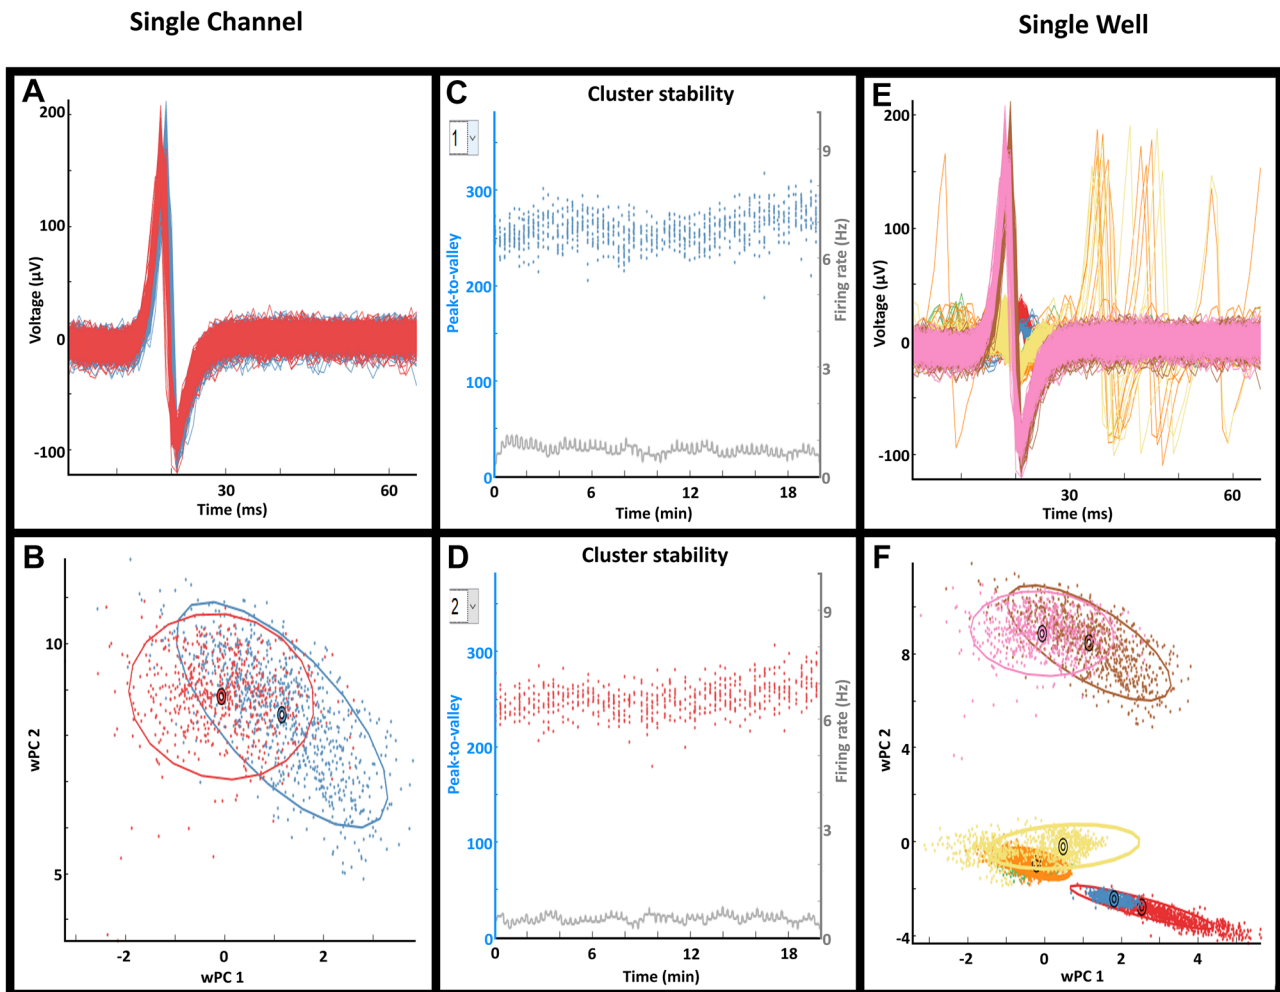 Single Channel
Single Well
A
200
100
0
-100
Voltage (µV)
30
60
Time (ms)
C
Cluster stability
1
300
200
100
0
Peak-to-valley
9
6
3
0
Firing rate (Hz)
0
6
12
18
Time (min)
E
200
100
0
-100
Voltage (µV)
30
60
Time (ms)
B
10
5
wPC 2
-2
0
2
wPC 1
D
Cluster stability
2
300
200
100
0
Peak-to-valley
9
6
3
0
Firing rate (Hz)
0
6
12
18
Time (min)
F
8
4
0
-4
wPC 2
-2
0
2
4
wPC 1